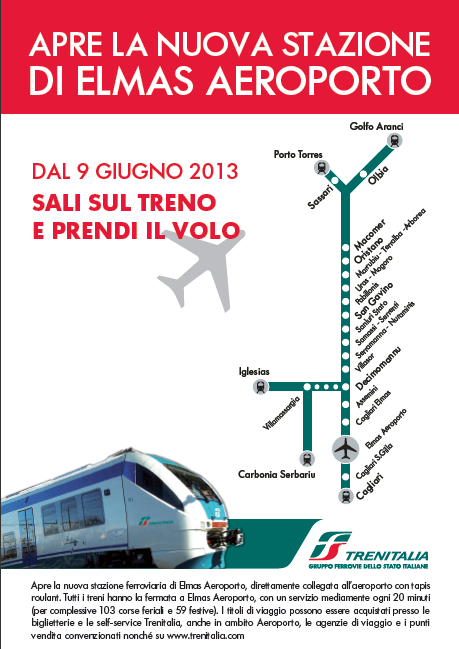 APRE LA NUOVA STAZIONE
DI ELMAS AEROPORTO
DAL 9 GIUGNO 2013
SALI SUL TRENO
E PRENDI IL VOLO
Golfo Aranci
Porto Torres
Olbia
Sassari
Macomer
Oristano
Marrubiu - Terralba - Arborea
Uras - Mogoro
Pabillonis
San Gavino
Sanluri Stato
Samassi - Serrenti
Serramanna - Nuraminis
Villasor
Decimomannu
Iglesias
Villamassargia
Carbonia Serbariu
Assemini
Cagliari Elmas
Elmas Aeroporto
Cagliari S.Gilla
Cagliari
TRENITALIA
TRENITALIA
GRUPPO FERROVIE DELLO STATO ITALIANE
Apre la nuova stazione ferroviaria di Elmas Aeroporto, direttamente collegata all'aeroporto con tapis
roulant. Tutti i treni hanno la fermata a Elmas Aeroporto, con un servizio mediamente ogni 20 minuti
(per complessive 103 corse feriali e 59 festive). I titoli di viaggio possono essere acquistati presso le
biglietterie e le self-service Trenitalia, anche in ambito Aeroporto, le agenzie di viaggio e i punti
vendita convenzionati nonché su www.trenitalia.com